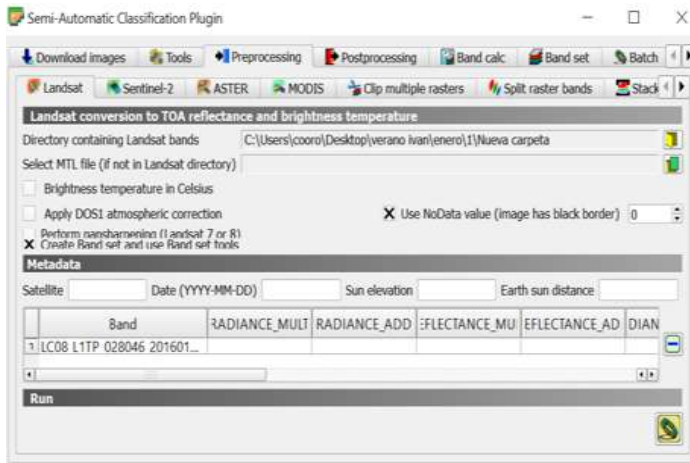 Semi-Automatic Classification Plugin
Download images Tools Preprocessing Postprocessing Band calc Band set Batch
Landsat Sentinel-2 ASTER MODIS Clip multiple rasters Split raster bands Stack
Landsat conversion to TOA reflectance and brightness temperature
Directory containing Landsat bands C:\Users\cooro\Desktop\verano ivan\enero\1\Nueva carpeta
Select MTL file (if not in Landsat directory)
Brightness temperature in Celsius
Apply DOS1 atmospheric correction X Use NoData value (image has black border) 0
Perform pansharpening (Landsat 7 or 8)
X Create Band set and use Band set tools
Metadata
Satellite Date (YYYY-MM-DD) Sun elevation Earth sun distance
Band RADIANCE_MULT RADIANCE_ADD EFLECTANCE_MU EFLECTANCE_AD DIAN
1 LC08 L1TP 028046 201601...
Run